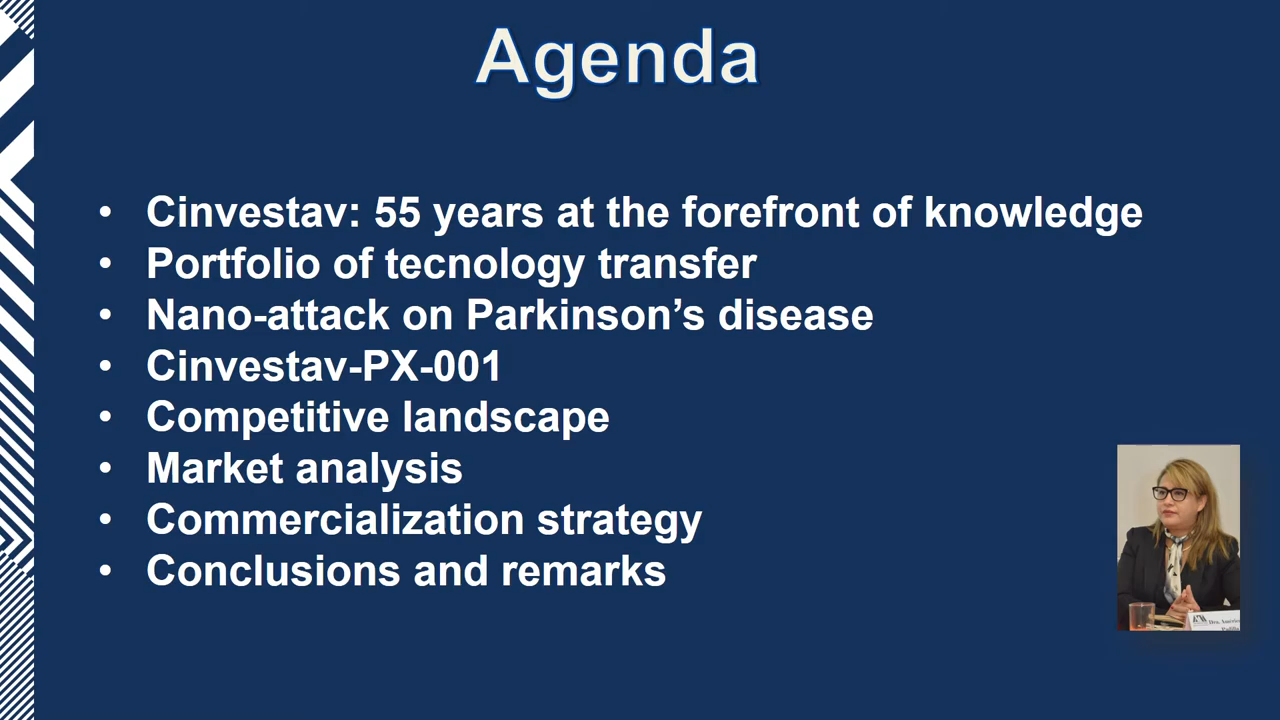 Agenda
• Cinvestav: 55 years at the forefront of knowledge
• Portfolio of tecnology transfer
• Nano-attack on Parkinson’s disease
• Cinvestav-PX-001
• Competitive landscape
• Market analysis
• Commercialization strategy
• Conclusions and remarks
Dra.